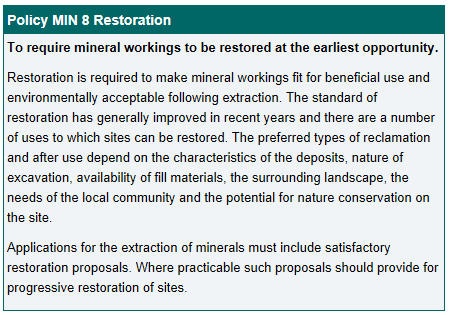 Policy MIN 8 Restoration
To require mineral workings to be restored at the earliest opportunity.
Restoration is required to make mineral workings fit for beneficial use and
environmentally acceptable following extraction. The standard of
restoration has generally improved in recent years and there are a number
of uses to which sites can be restored. The preferred types of reclamation
and after use depend on the characteristics of the deposits, nature of
excavation, availability of fill materials, the surrounding landscape, the
needs of the local community and the potential for nature conservation on
the site.
Applications for the extraction of minerals must include satisfactory
restoration proposals. Where practicable such proposals should provide for
progressive restoration of sites.